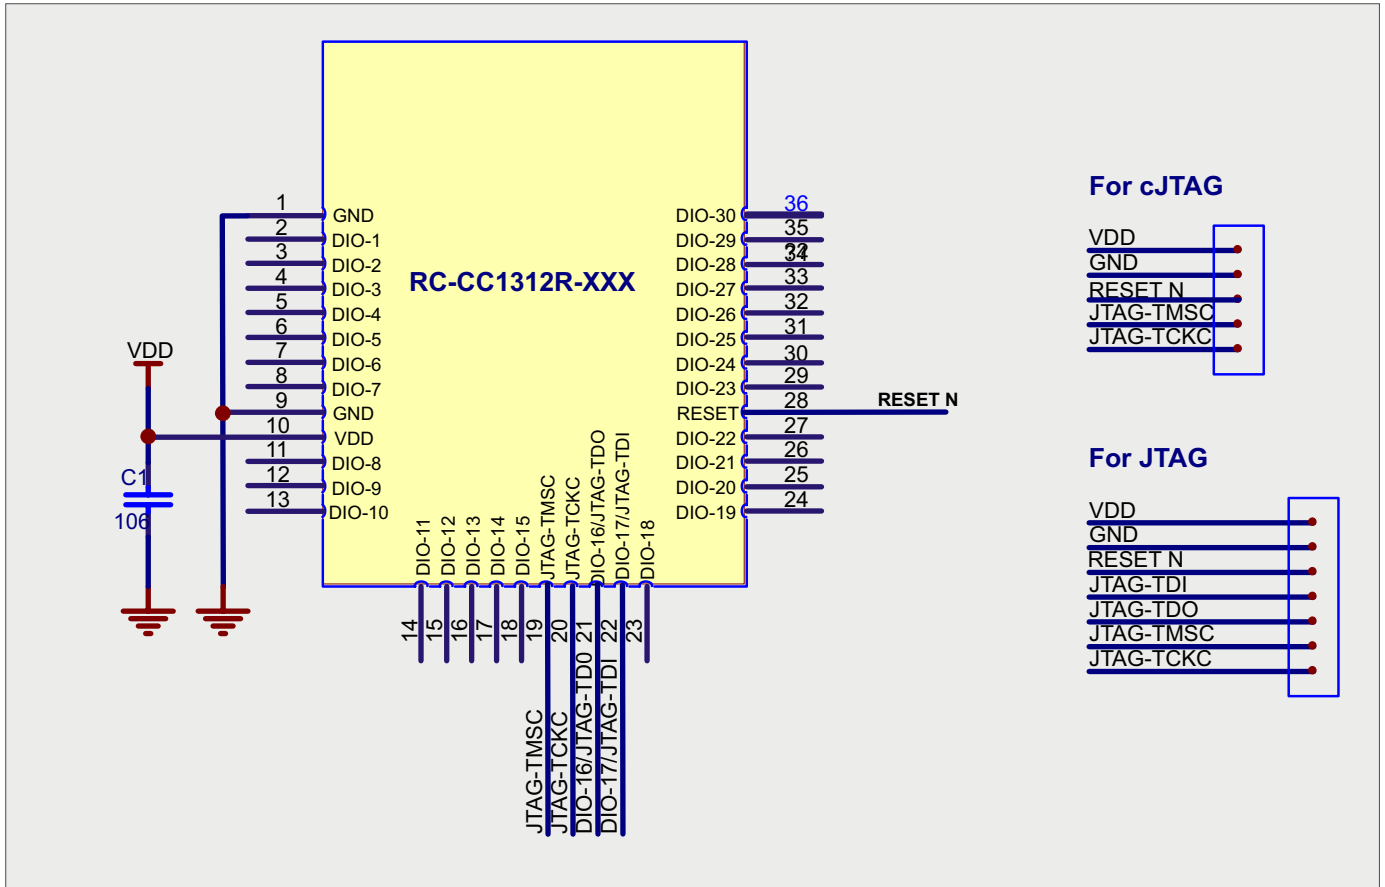 RC-CC1312R-XXX
1 GND
2 DIO-1
3 DIO-2
4 DIO-3
5 DIO-4
6 DIO-5
7 DIO-6
8 DIO-7
9 GND
10 VDD
11 DIO-8
12 DIO-9
13 DIO-10
VDD
C1
106
DIO-11
DIO-12
DIO-13
DIO-14
DIO-15
JTAG-TMSC
JTAG-TCKC
DIO-16/JTAG-TDO
DIO-17/JTAG-TDI
DIO-18
14
15
16
17
18
19
20
21
22
23
JTAG-TMSC
JTAG-TCKC
DIO-16/JTAG-TD0
DIO-17/JTAG-TDI
DIO-30 36
DIO-29 35
DIO-28 34
DIO-27 33
DIO-26 32
DIO-25 31
DIO-24 30
DIO-23 29
RESET 28 RESET N
DIO-22 27
DIO-21 26
DIO-20 25
DIO-19 24
For cJTAG
VDD
GND
RESET N
JTAG-TMSC
JTAG-TCKC
For JTAG
VDD
GND
RESET N
JTAG-TDI
JTAG-TDO
JTAG-TMSC
JTAG-TCKC